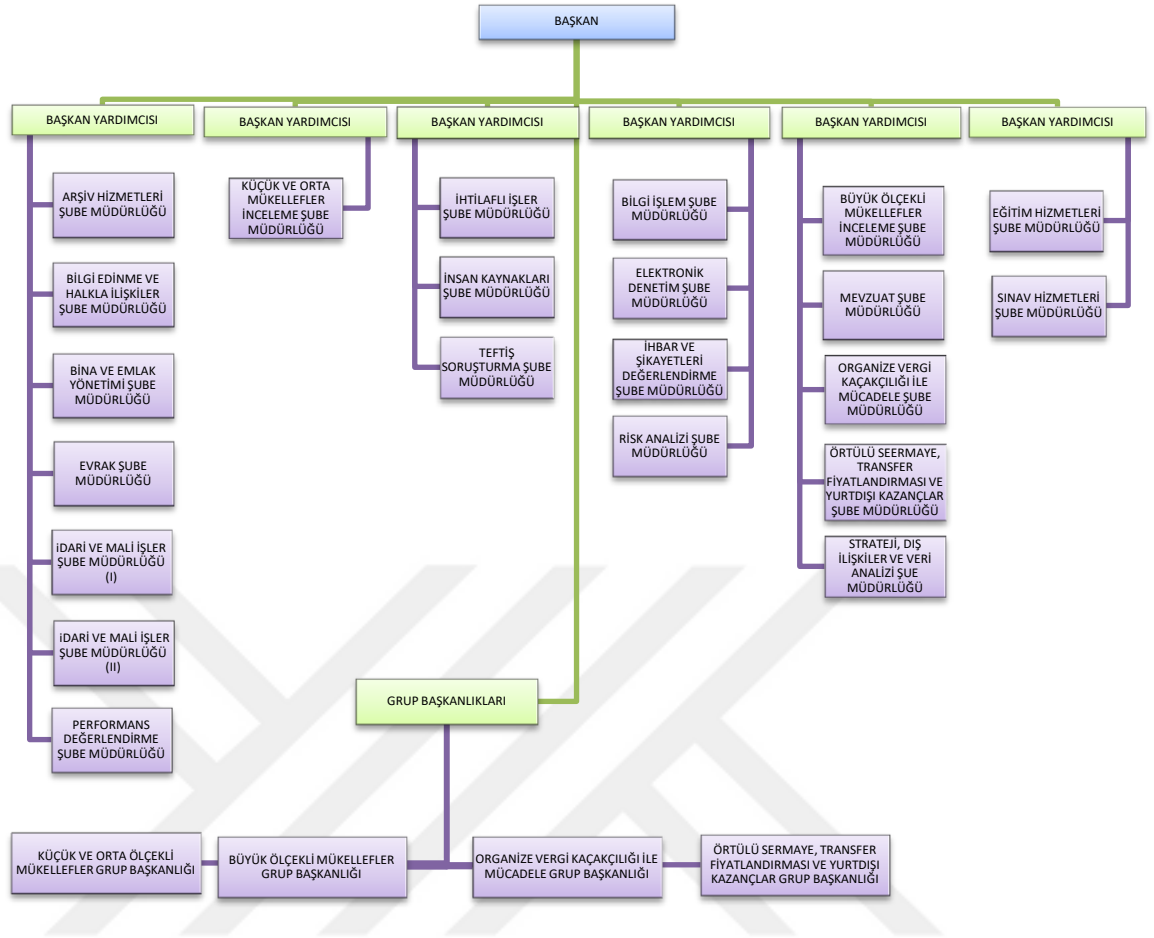 BAŞKAN
BAŞKAN YARDIMCISI
ARŞİV HİZMETLERİ
ŞUBE MÜDÜRLÜĞÜ
BİLGİ EDİNME VE
HALKLA İLİŞKİLER
ŞUBE MÜDÜRLÜĞÜ
BİNA VE EMLAK
YÖNETİMİ ŞUBE
MÜDÜRLÜĞÜ
EVRAK ŞUBE
MÜDÜRLÜĞÜ
iDARİ VE MALİ İŞLER
ŞUBE MÜDÜRLÜĞÜ
(I)
iDARİ VE MALİ İŞLER
ŞUBE MÜDÜRLÜĞÜ
(II)
PERFORMANS
DEĞERLENDİRME
ŞUBE MÜDÜRLÜĞÜ
BAŞKAN YARDIMCISI
KÜÇÜK VE ORTA
MÜKELLEFLER
İNCELEME ŞUBE
MÜDÜRLÜĞÜ
BAŞKAN YARDIMCISI
İHTİLAFLI İŞLER
ŞUBE MÜDÜRLÜĞÜ
İNSAN KAYNAKLARI
ŞUBE MÜDÜRLÜĞÜ
TEFTİŞ
SORUŞTURMA ŞUBE
MÜDÜRLÜĞÜ
BAŞKAN YARDIMCISI
BİLGİ İŞLEM ŞUBE
MÜDÜRLÜĞÜ
ELEKTRONİK
DENETİM ŞUBE
MÜDÜRLÜĞÜ
İHBAR VE
ŞİKAYETLERİ
DEĞERLENDİRME
ŞUBE MÜDÜRLÜĞÜ
RİSK ANALİZİ ŞUBE
MÜDÜRLÜĞÜ
BAŞKAN YARDIMCISI
BÜYÜK ÖLÇEKLİ
MÜKELLEFLER
İNCELEME ŞUBE
MÜDÜRLÜĞÜ
MEVZUAT ŞUBE
MÜDÜRLÜĞÜ
ORGANİZE VERGİ
KAÇAKÇILIĞI İLE
MÜCADELE ŞUBE
MÜDÜRLÜĞÜ
ÖRTÜLÜ SEERMAYE,
TRANSFER
FİYATLANDIRMASI VE
YURTDIŞI KAZANÇLAR
ŞUBE MÜDÜRLÜĞÜ
STRATEJİ, DIŞ
İLİŞKİLER VE VERİ
ANALİZİ ŞUE
MÜDÜRLÜĞÜ
BAŞKAN YARDIMCISI
EĞİTİM HİZMETLERİ
ŞUBE MÜDÜRLÜĞÜ
SINAV HİZMETLERİ
ŞUBE MÜDÜRLÜĞÜ
GRUP BAŞKANLIKLARI
KÜÇÜK VE ORTA ÖLÇEKLİ
MÜKELLEFLER GRUP BAŞKANLIĞI
BÜYÜK ÖLÇEKLİ MÜKELLEFLER
GRUP BAŞKANLIĞI
ORGANİZE VERGİ KAÇAKÇILIĞI İLE
MÜCADELE GRUP BAŞKANLIĞI
ÖRTÜLÜ SERMAYE, TRANSFER
FİYATLANDIRMASI VE YURTDIŞI
KAZANÇLAR GRUP BAŞKANLIĞI